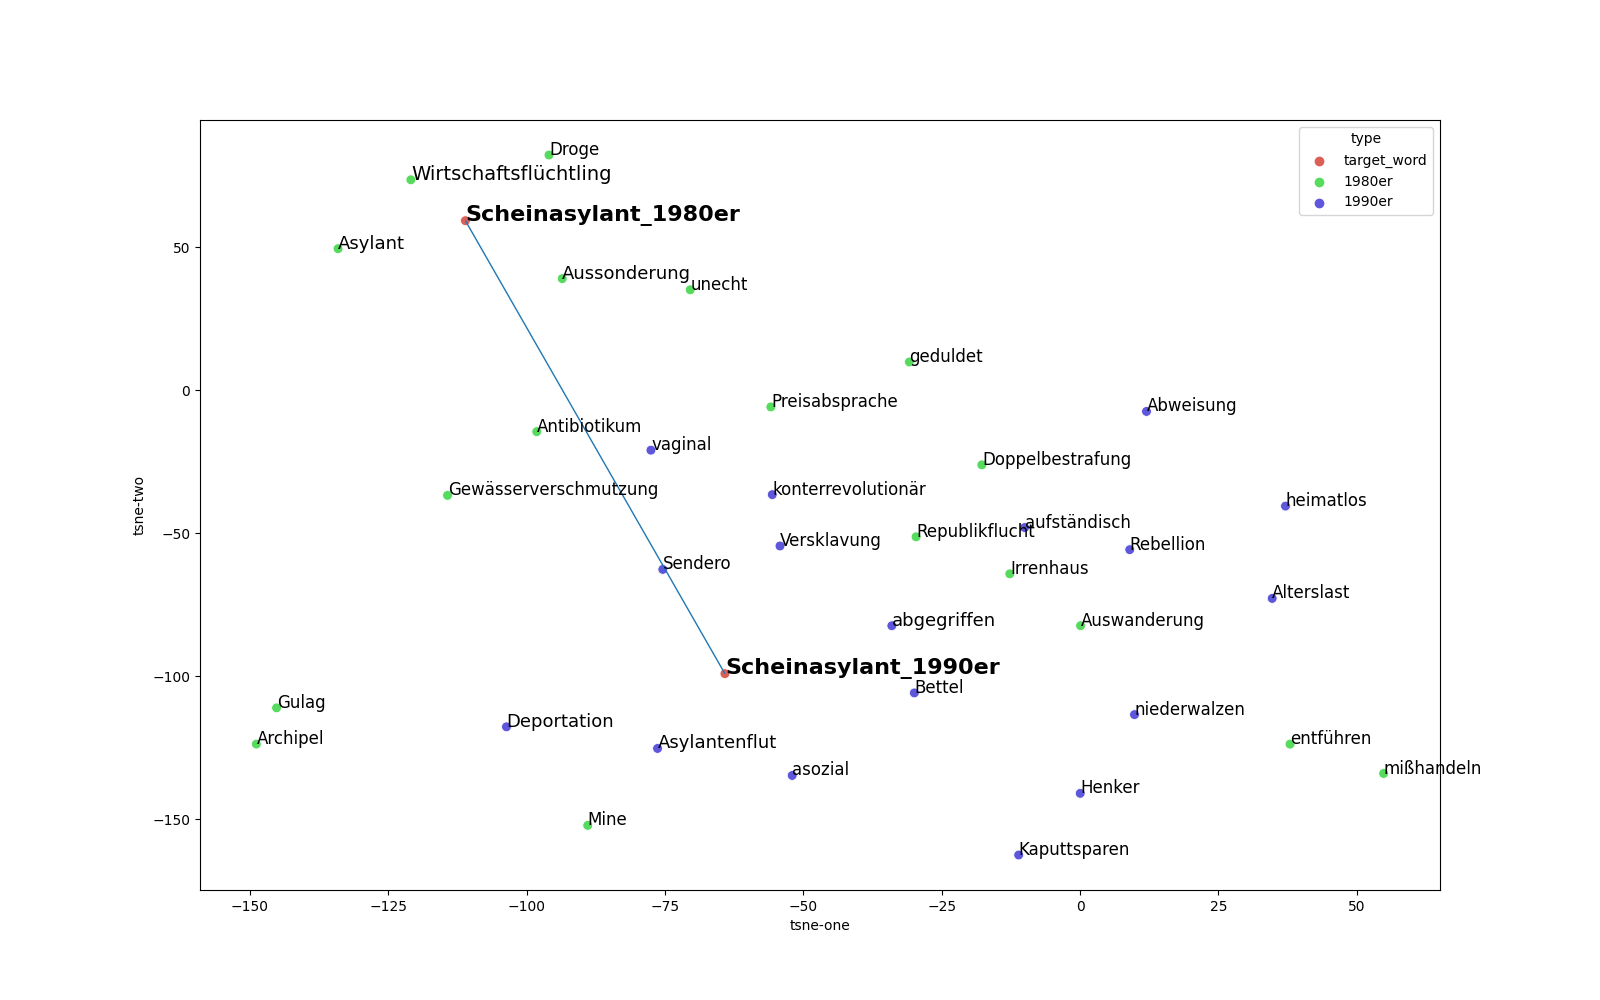 type
target_word
1980er
1990er
Droge
Wirtschaftsflüchtling
Scheinasylant_1980er
Asylant
Aussonderung
unecht
geduldet
Preisabsprache
Abweisung
Antibiotikum
vaginal
Doppelbestrafung
Gewässerverschmutzung
konterrevolutionär
heimatlos
Republikflucht
aufständisch
Versklavung
Rebellion
Sendero
Irrenhaus
Alterslast
abgegriffen
Auswanderung
Scheinasylant_1990er
Bettel
Gulag
niederwalzen
Deportation
Archipel
Asylantenflut
entführen
asozial
mißhandeln
Henker
Mine
Kaputtsparen
50
0
−50
−100
−150
tsne-two
−150
−125
−100
−75
−50
−25
0
25
50
tsne-one